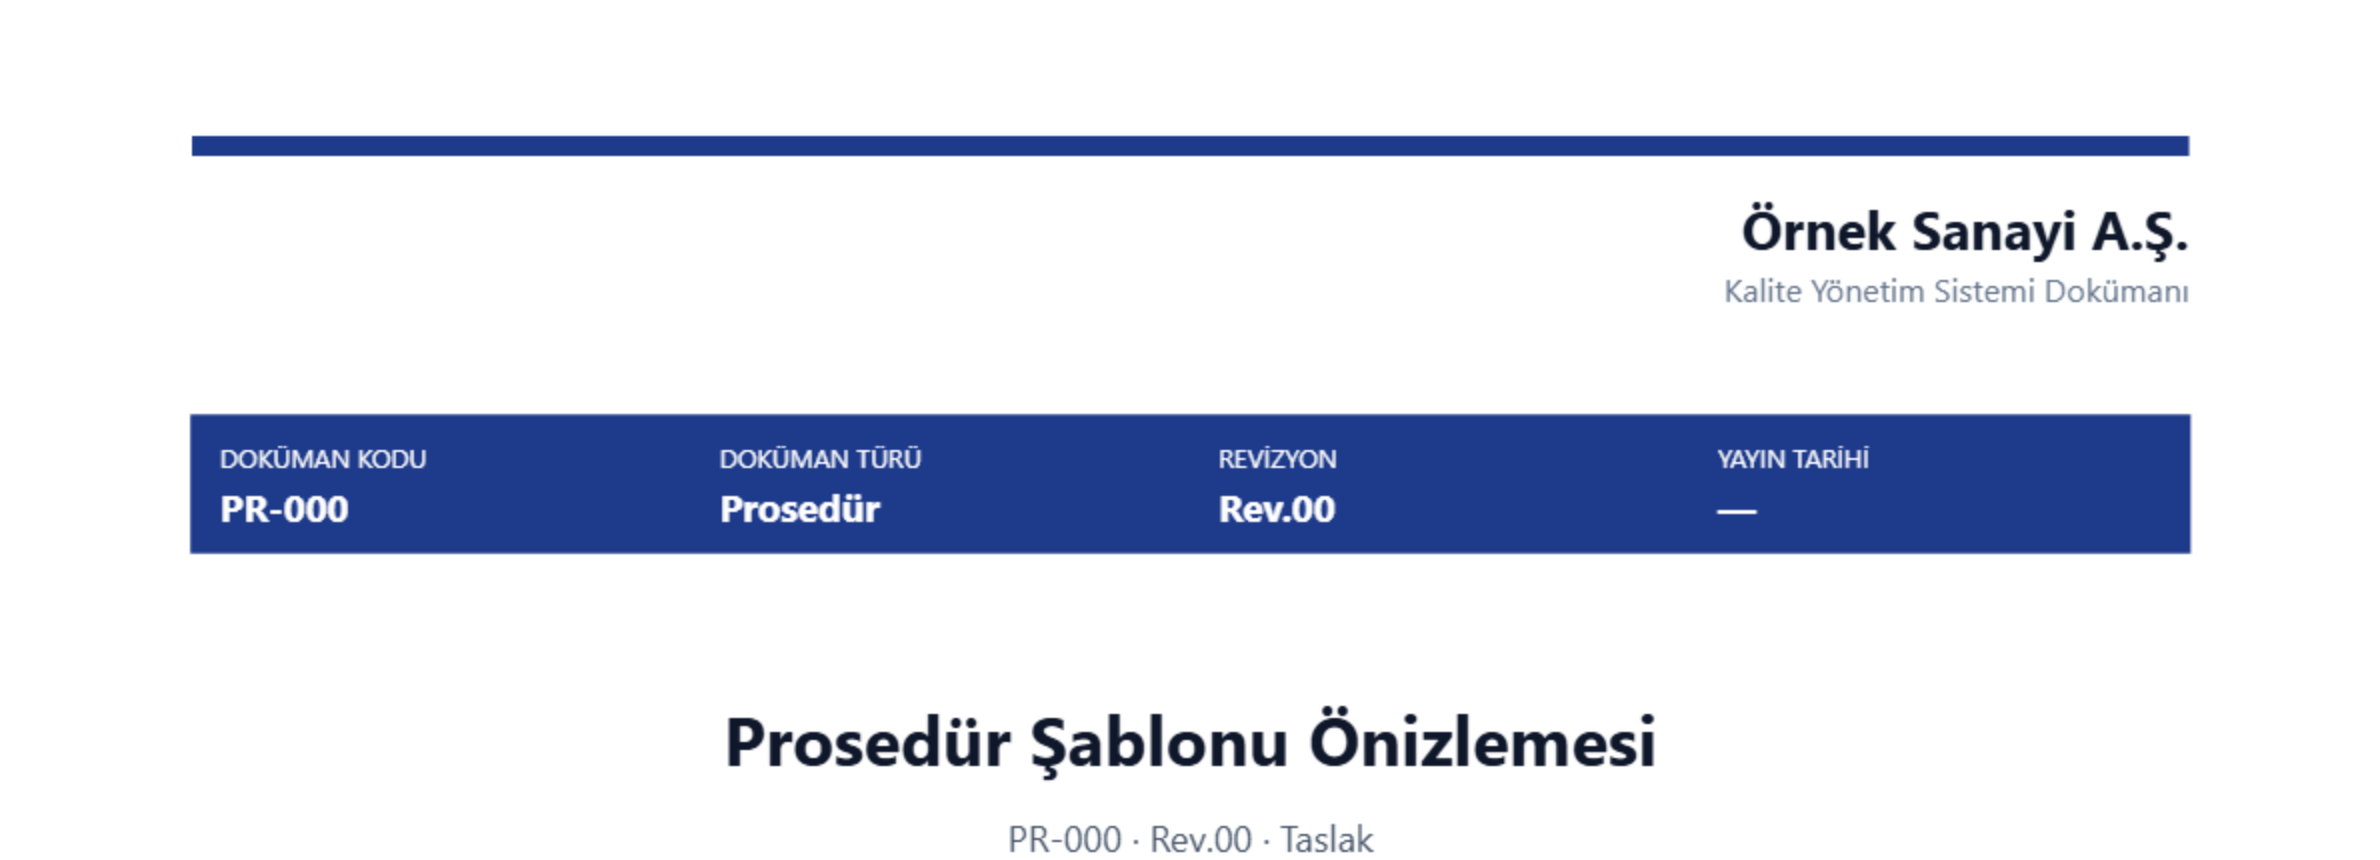 Örnek Sanayi A.Ş.
Kalite Yönetim Sistemi Dokümanı
DOKÜMAN KODU DOKÜMAN TÜRÜ REVİZYON YAYIN TARİHİ
PR-000 Prosedür Rev.00 —
Prosedür Şablonu Önizlemesi
PR-000 · Rev.00 · Taslak